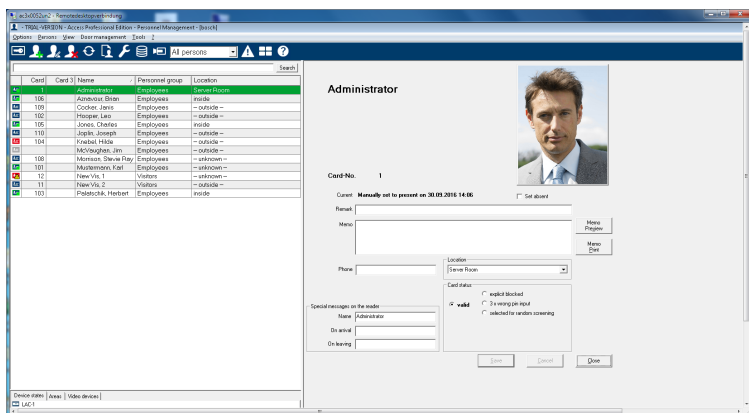 ac3x0052un2 - Remotedesktopverbindung
- TRIAL-VERSION - Access Professional Edition - Personnel Management - [bosch]
Options Persons View Door management Tools ?
All persons
Search
Card Card 3 Name Personnel group Location
1 Administrator Employees Server Room
106 Aznavour, Brian Employees inside
109 Cocker, Janis Employees -- outside --
102 Hooper, Leo Employees -- outside --
105 Jones, Charles Employees inside
110 Joplin, Joseph Employees -- outside --
104 Knebel, Hilde Employees -- outside --
McVaughan, Jim Employees -- outside --
108 Morrison, Stevie Ray Employees -- unknown --
101 Mustermann, Karl Employees -- unknown --
12 New Vis, 1 Visitors -- unknown --
11 New Vis, 2 Visitors -- outside --
103 Palatschik, Herbert Employees inside
Administrator
Card-No. 1
Current Manually set to present on 30.09.2016 14:06
Set absent
Remark
Memo
Memo Preview
Memo Print
Phone
Location
Server Room
Card status
valid
explicit blocked
3 x wrong pin input
selected for random screening
Special messages on the reader
Name Administrator
On arrival
On leaving
Save Cancel Close
Device states Areas Video devices
LAC-1